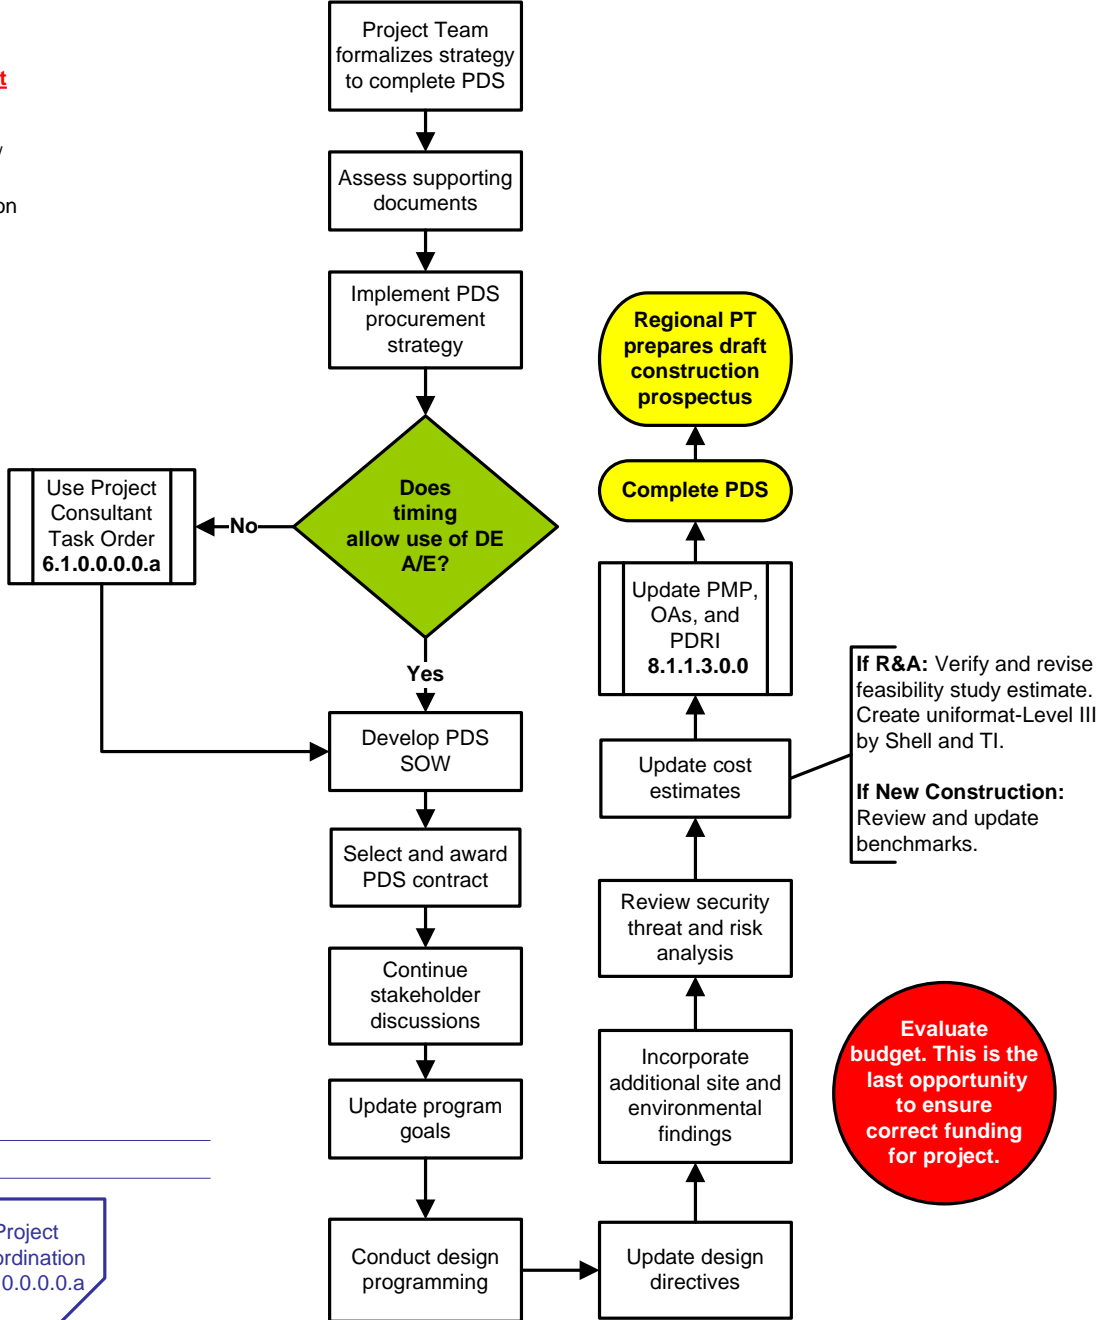 Project Team
formalizes strategy
to complete PDS
Assess supporting
documents
Implement PDS
procurement
strategy
Does
timing
allow use of DE
A/E?
No
Use Project
Consultant
Task Order
6.1.0.0.0.0.a
Yes
Develop PDS
SOW
Select and award
PDS contract
Continue
stakeholder
discussions
Update program
goals
Conduct design
programming
Update design
directives
Incorporate
additional site and
environmental
findings
Review security
threat and risk
analysis
Update cost
estimates
If R&A: Verify and revise
feasibility study estimate.
Create uniformat-Level III
by Shell and TI.
If New Construction:
Review and update
benchmarks.
Update PMP,
OAs, and
PDRI
8.1.1.3.0.0
Complete PDS
Regional PT
prepares draft
construction
prospectus
Evaluate
budget. This is the
last opportunity
to ensure
correct funding
for project.
Project
ordination
0.0.0.0.a